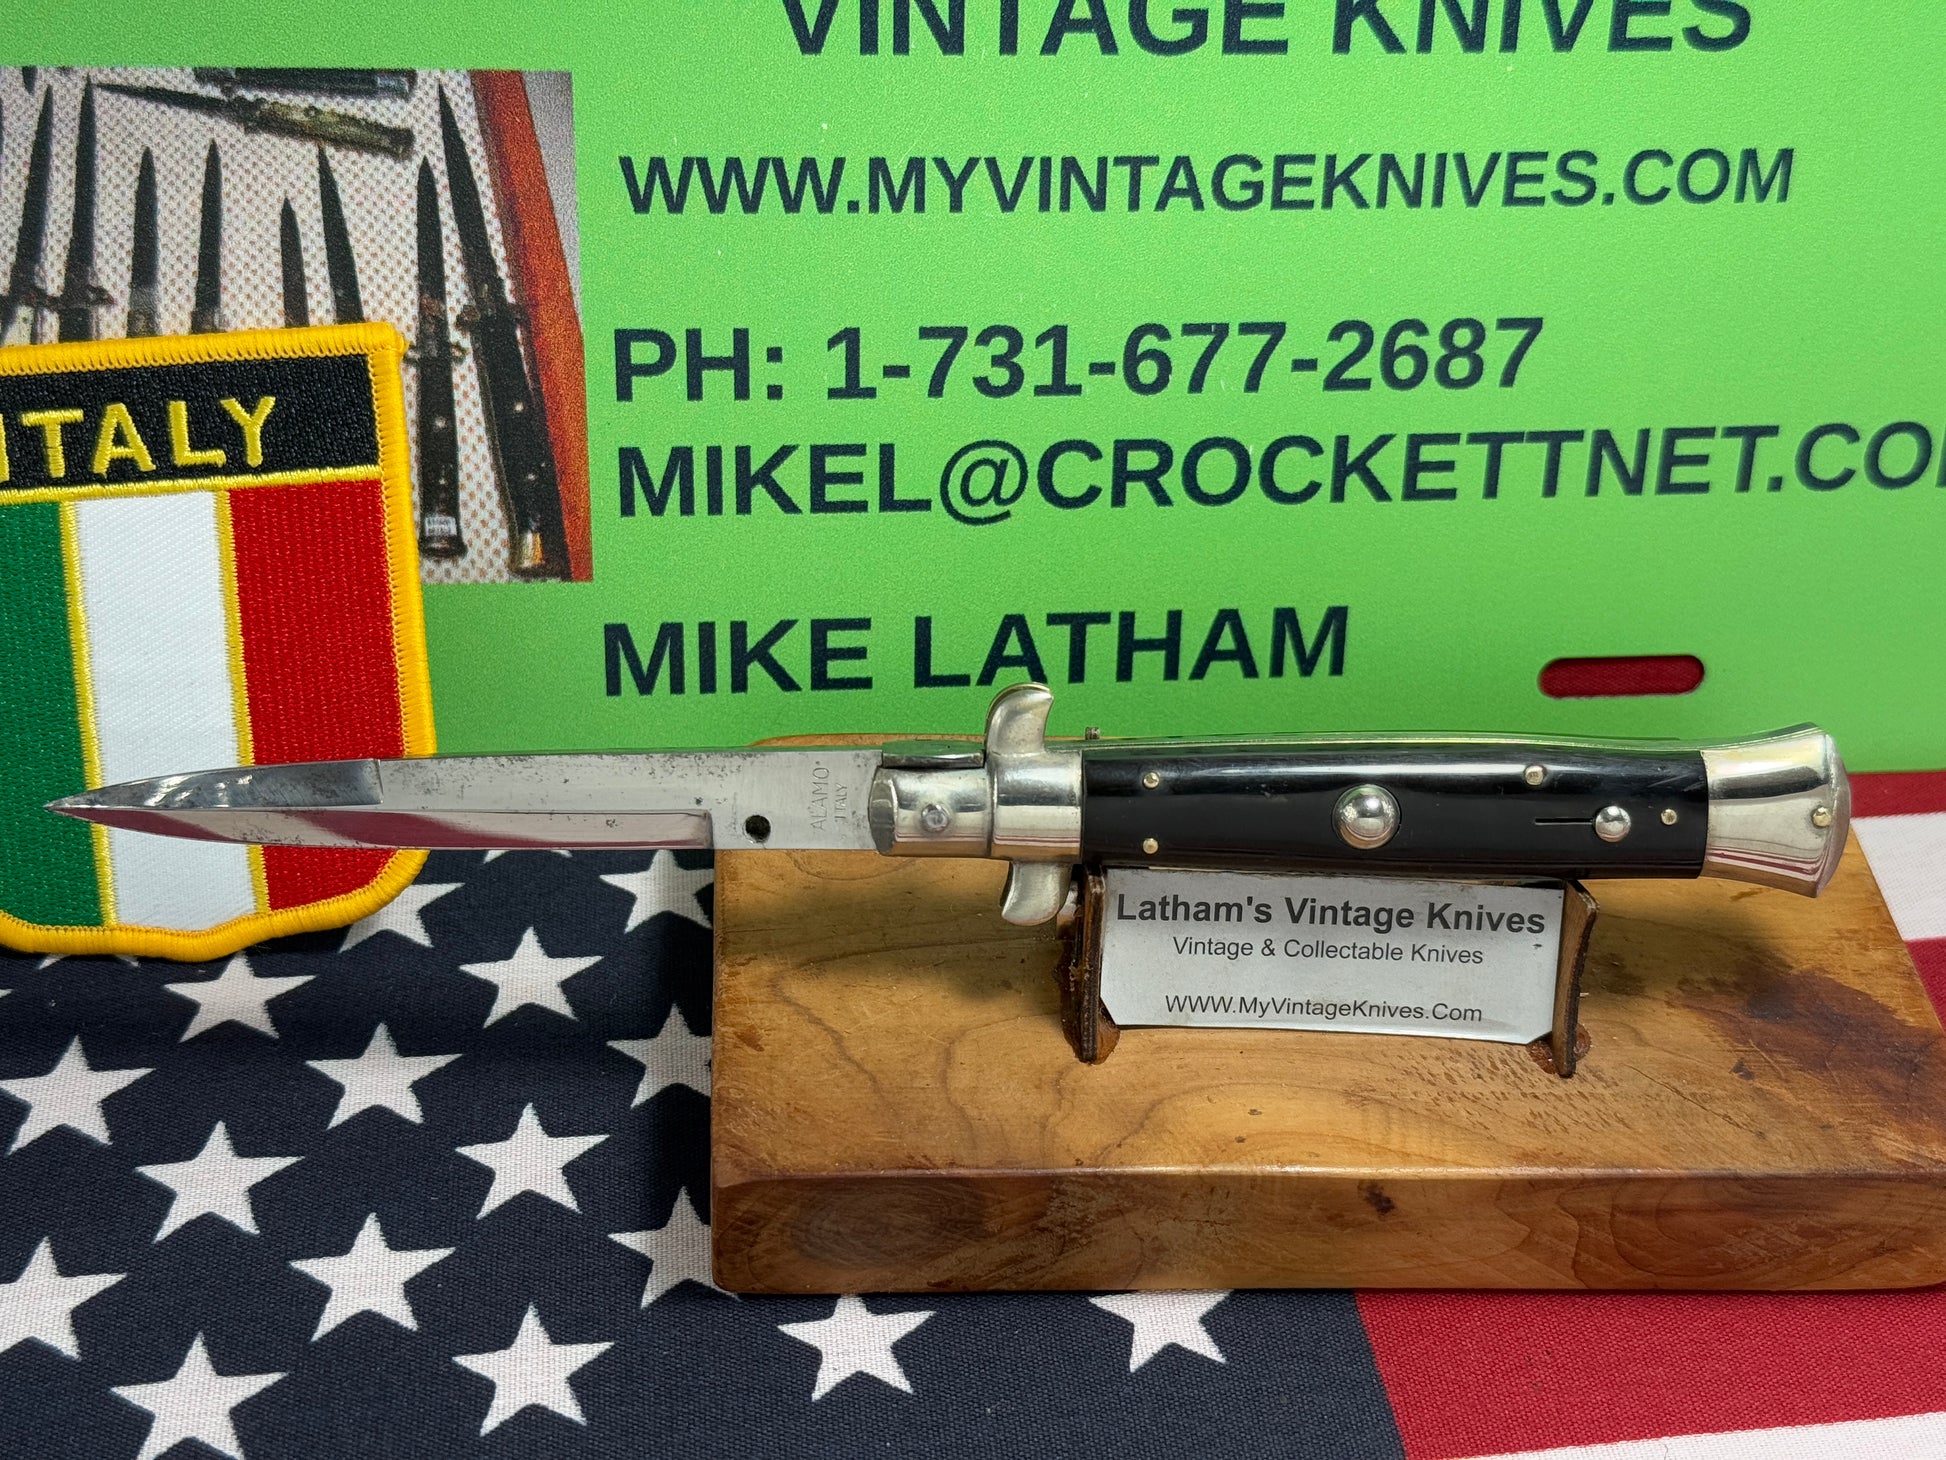 VINTAGE KNIVES
WWW.MYVINTAGEKNIVES.COM
PH: 1-731-677-2687
MIKEL@CROCKETTNET.CO
MIKE LATHAM
ITALY
ALAMO
ITALY
Latham's Vintage Knives
Vintage & Collectable Knives
WWW.MyVintageKnives.Com